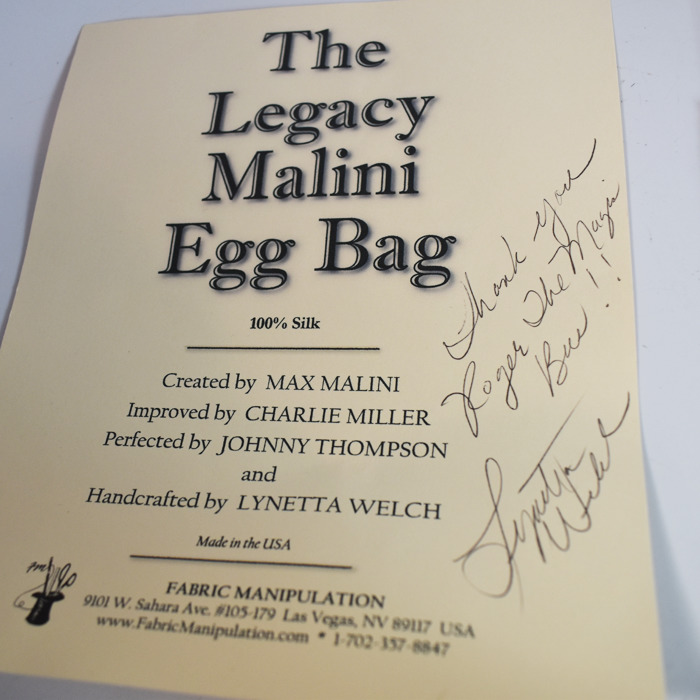 The
Legacy
Malini
Egg Bag
100% Silk
Created by MAX MALINI
Improved by CHARLIE MILLER
Perfected by JOHNNY THOMPSON
and
Handcrafted by LYNETTA WELCH
Made in the USA
FABRIC MANIPULATION
9101 W. Sahara Ave. #105-179 Las Vegas, NV 89117 USA
www.FabricManipulation.com * 1-702-357-8847
Thank you
Roger The Magic
Bus!!
Lynetta
Welch